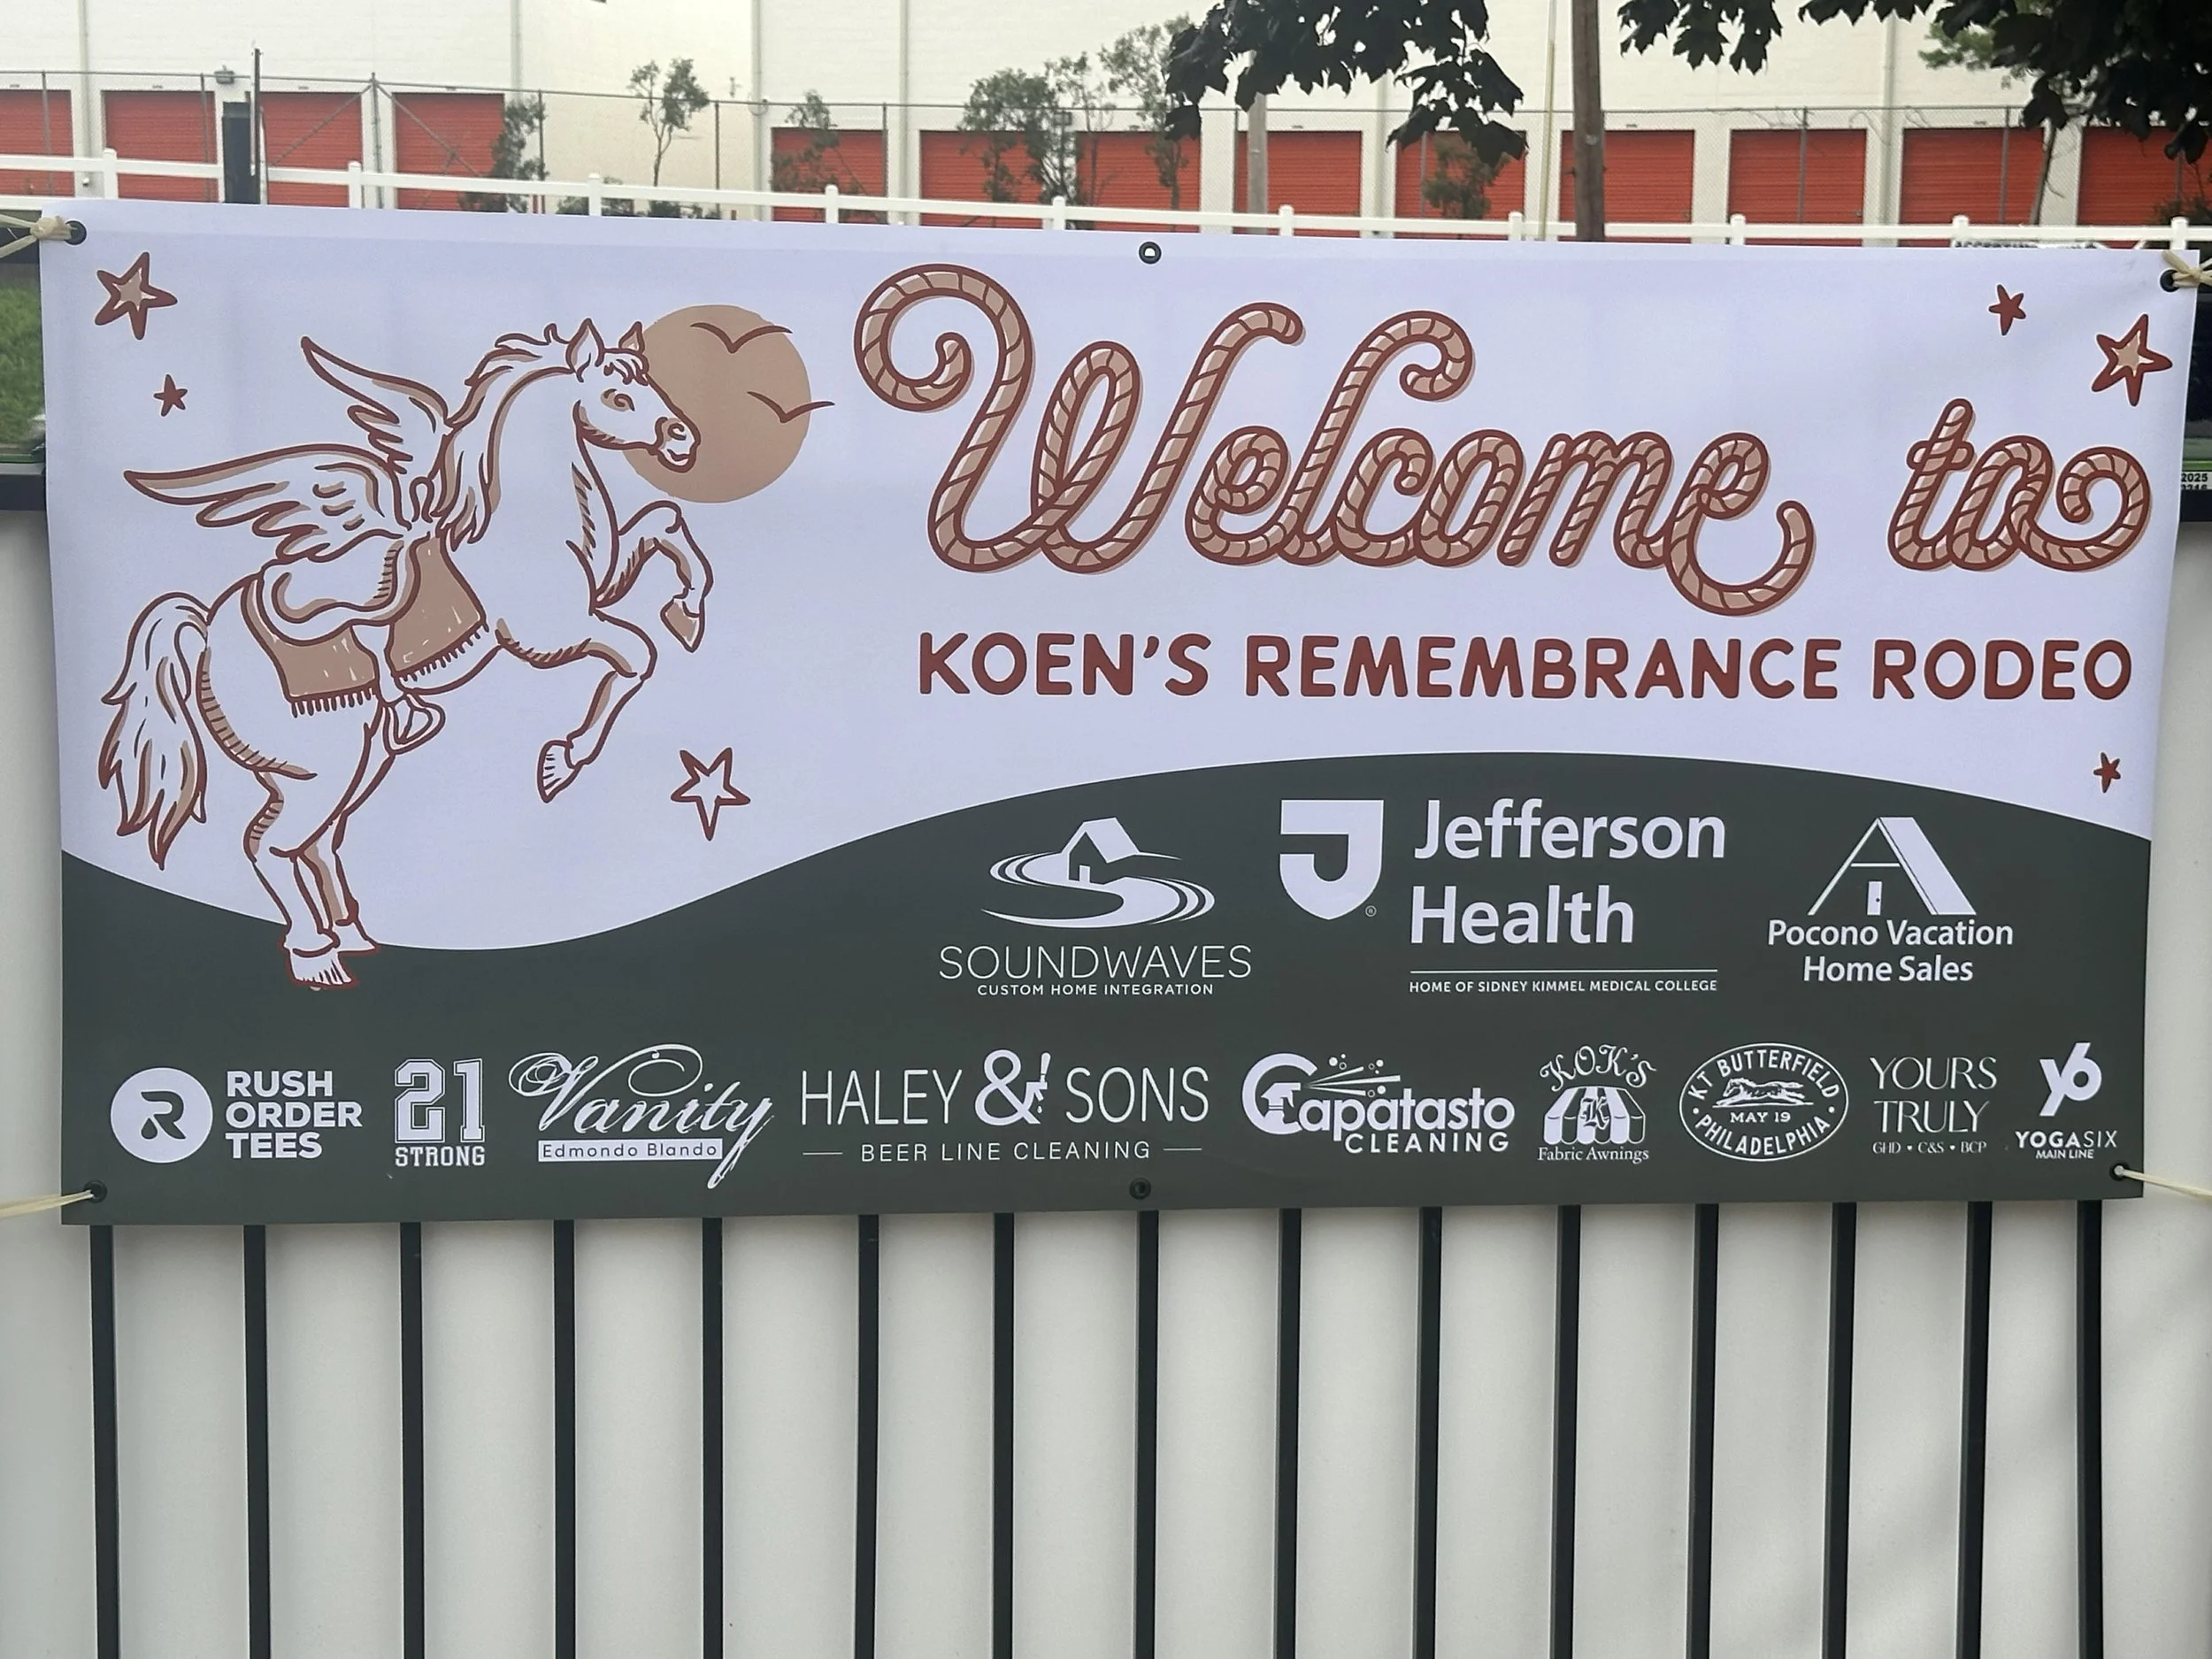 Welcome to
KOEN'S REMEMBRANCE RODEO
SOUNDWAVES
CUSTOM HOME INTEGRATION
Jefferson
Health
®
HOME OF SIDNEY KIMMEL MEDICAL COLLEGE
Pocono Vacation
Home Sales
RUSH
ORDER
TEES
21
STRONG
Vanity
Edmondo Blando
HALEY & SONS
BEER LINE CLEANING
Capatasto
CLEANING
KOK'S
K
Fabric Awnings
KT BUTTERFIELD
MAY 19
PHILADELPHIA
YOURS
TRULY
GHD • C&S • BCP
y6
YOGASIX
MAIN LINE
2025